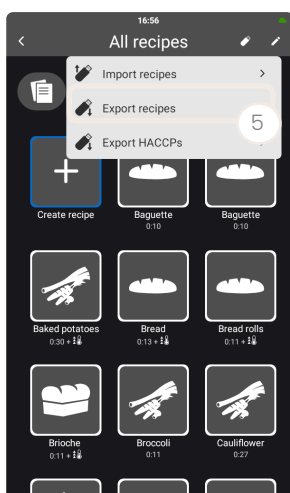 16:56
All recipes
Import recipes
Export recipes
5
Export HACCPs
Create recipe
Baguette
Baguette
0:10
0:10
Baked potatoes
Bread
Bread rolls
0:30 +
0:13 +
0:11 +
Brioche
Broccoli
Cauliflower
0:11 +
0:11
0:27